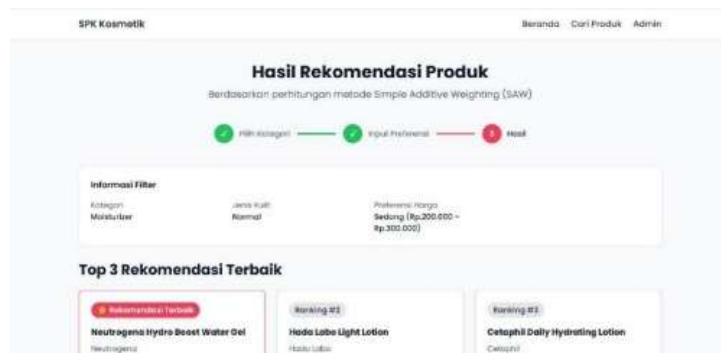 SPK Kosmetik
Beranda Cari Produk Admin
Hasil Rekomendasi Produk
Berdasarkan perhitungan metode Simple Additive Weighting (SAW)
Pilih Kategori Input Preferensi 3 Hasil
Informasi Filter
Kategori Jenis Kulit Preferensi Harga
Moisturizer Normal Sedang (Rp.200.000 -
Rp.300.000)
Top 3 Rekomendasi Terbaik
Rekomendasi Terbaik Ranking #2 Ranking #3
Neutrogena Hydro Boost Water Gel Hada Labo Light Lotion Cetaphil Daily Hydrating Lotion
Neutrogena Hada Labo Cetaphil